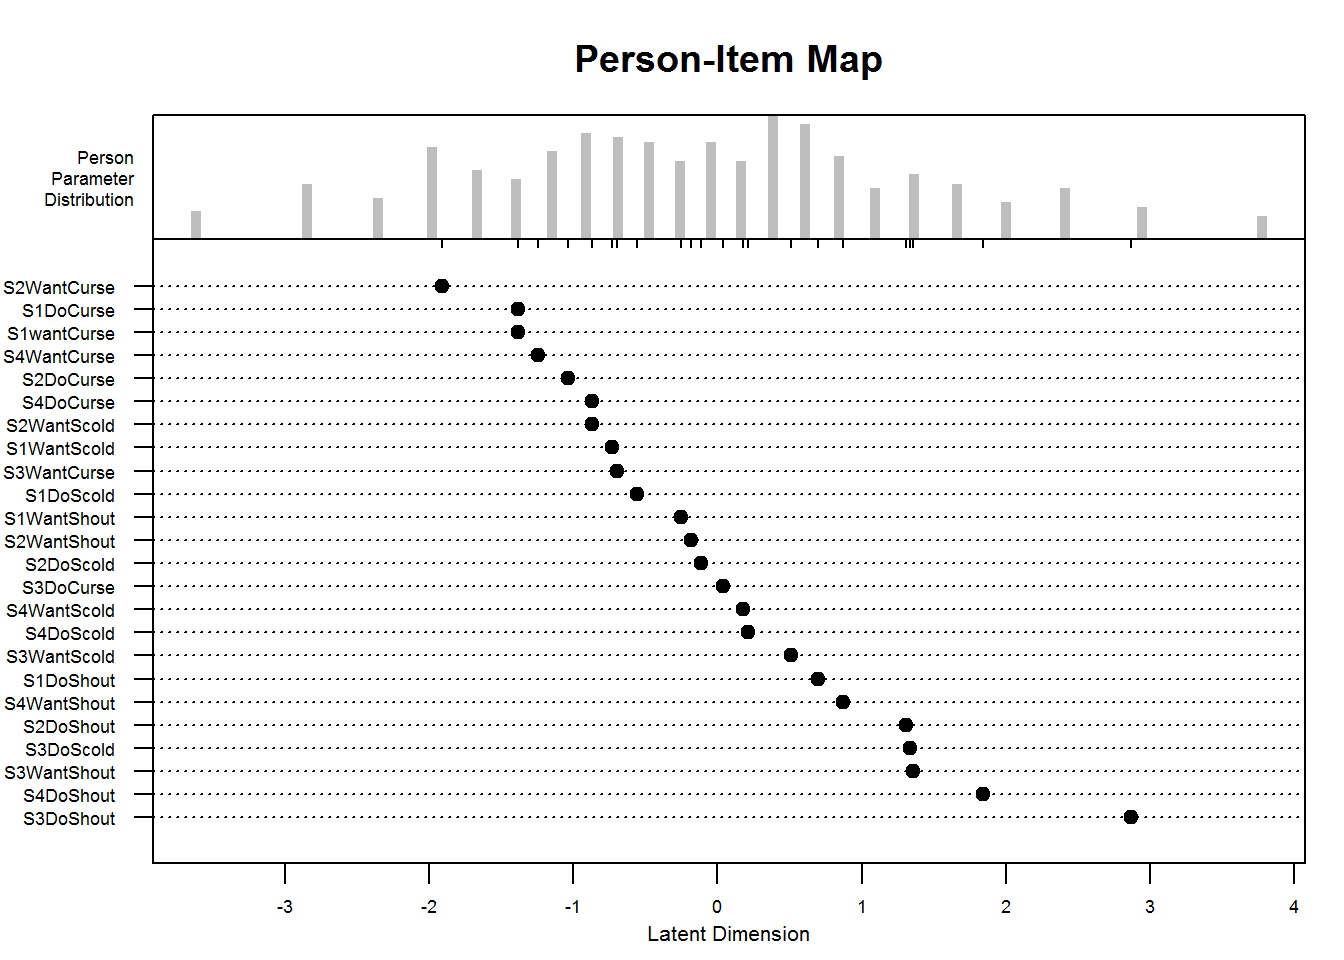 Person-Item Map
Person
Parameter
Distribution
S2WantCurse
S1DoCurse
S1wantCurse
S4WantCurse
S2DoCurse
S4DoCurse
S2WantScold
S1WantScold
S3WantCurse
S1DoScold
S1WantShout
S2WantShout
S2DoScold
S3DoCurse
S4WantScold
S4DoScold
S3WantScold
S1DoShout
S4WantShout
S2DoShout
S3DoScold
S3WantShout
S4DoShout
S3DoShout
-3 -2 -1 0 1 2 3 4
Latent Dimension